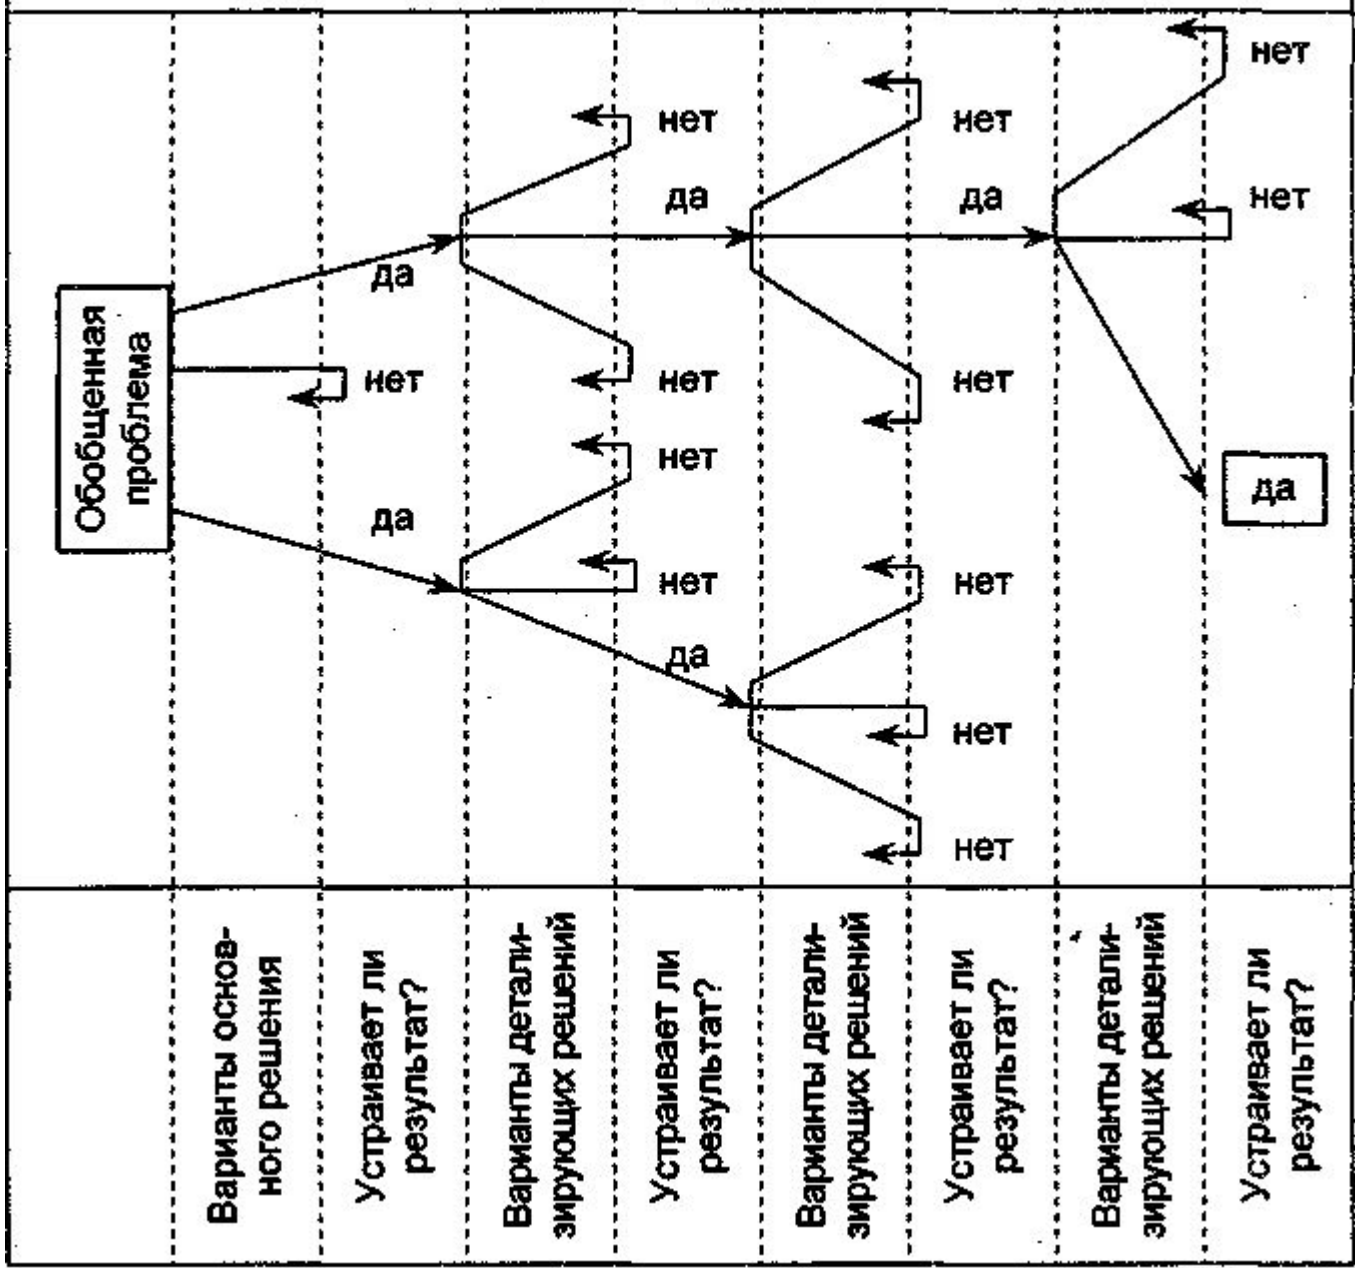 Обобщенная
проблема
да
нет
да
нет
да
нет
нет
нет
да
нет
да
нет
нет
нет
нет
нет
нет
да
Варианты основ-
ного решения
Устраивает ли
результат?
Варианты детали-
зирующих решений
Устраивает ли
результат?
Варианты детали-
зирующих решений
Устраивает ли
результат?
Варианты детали-
зирующих решений
Устраивает ли
результат?